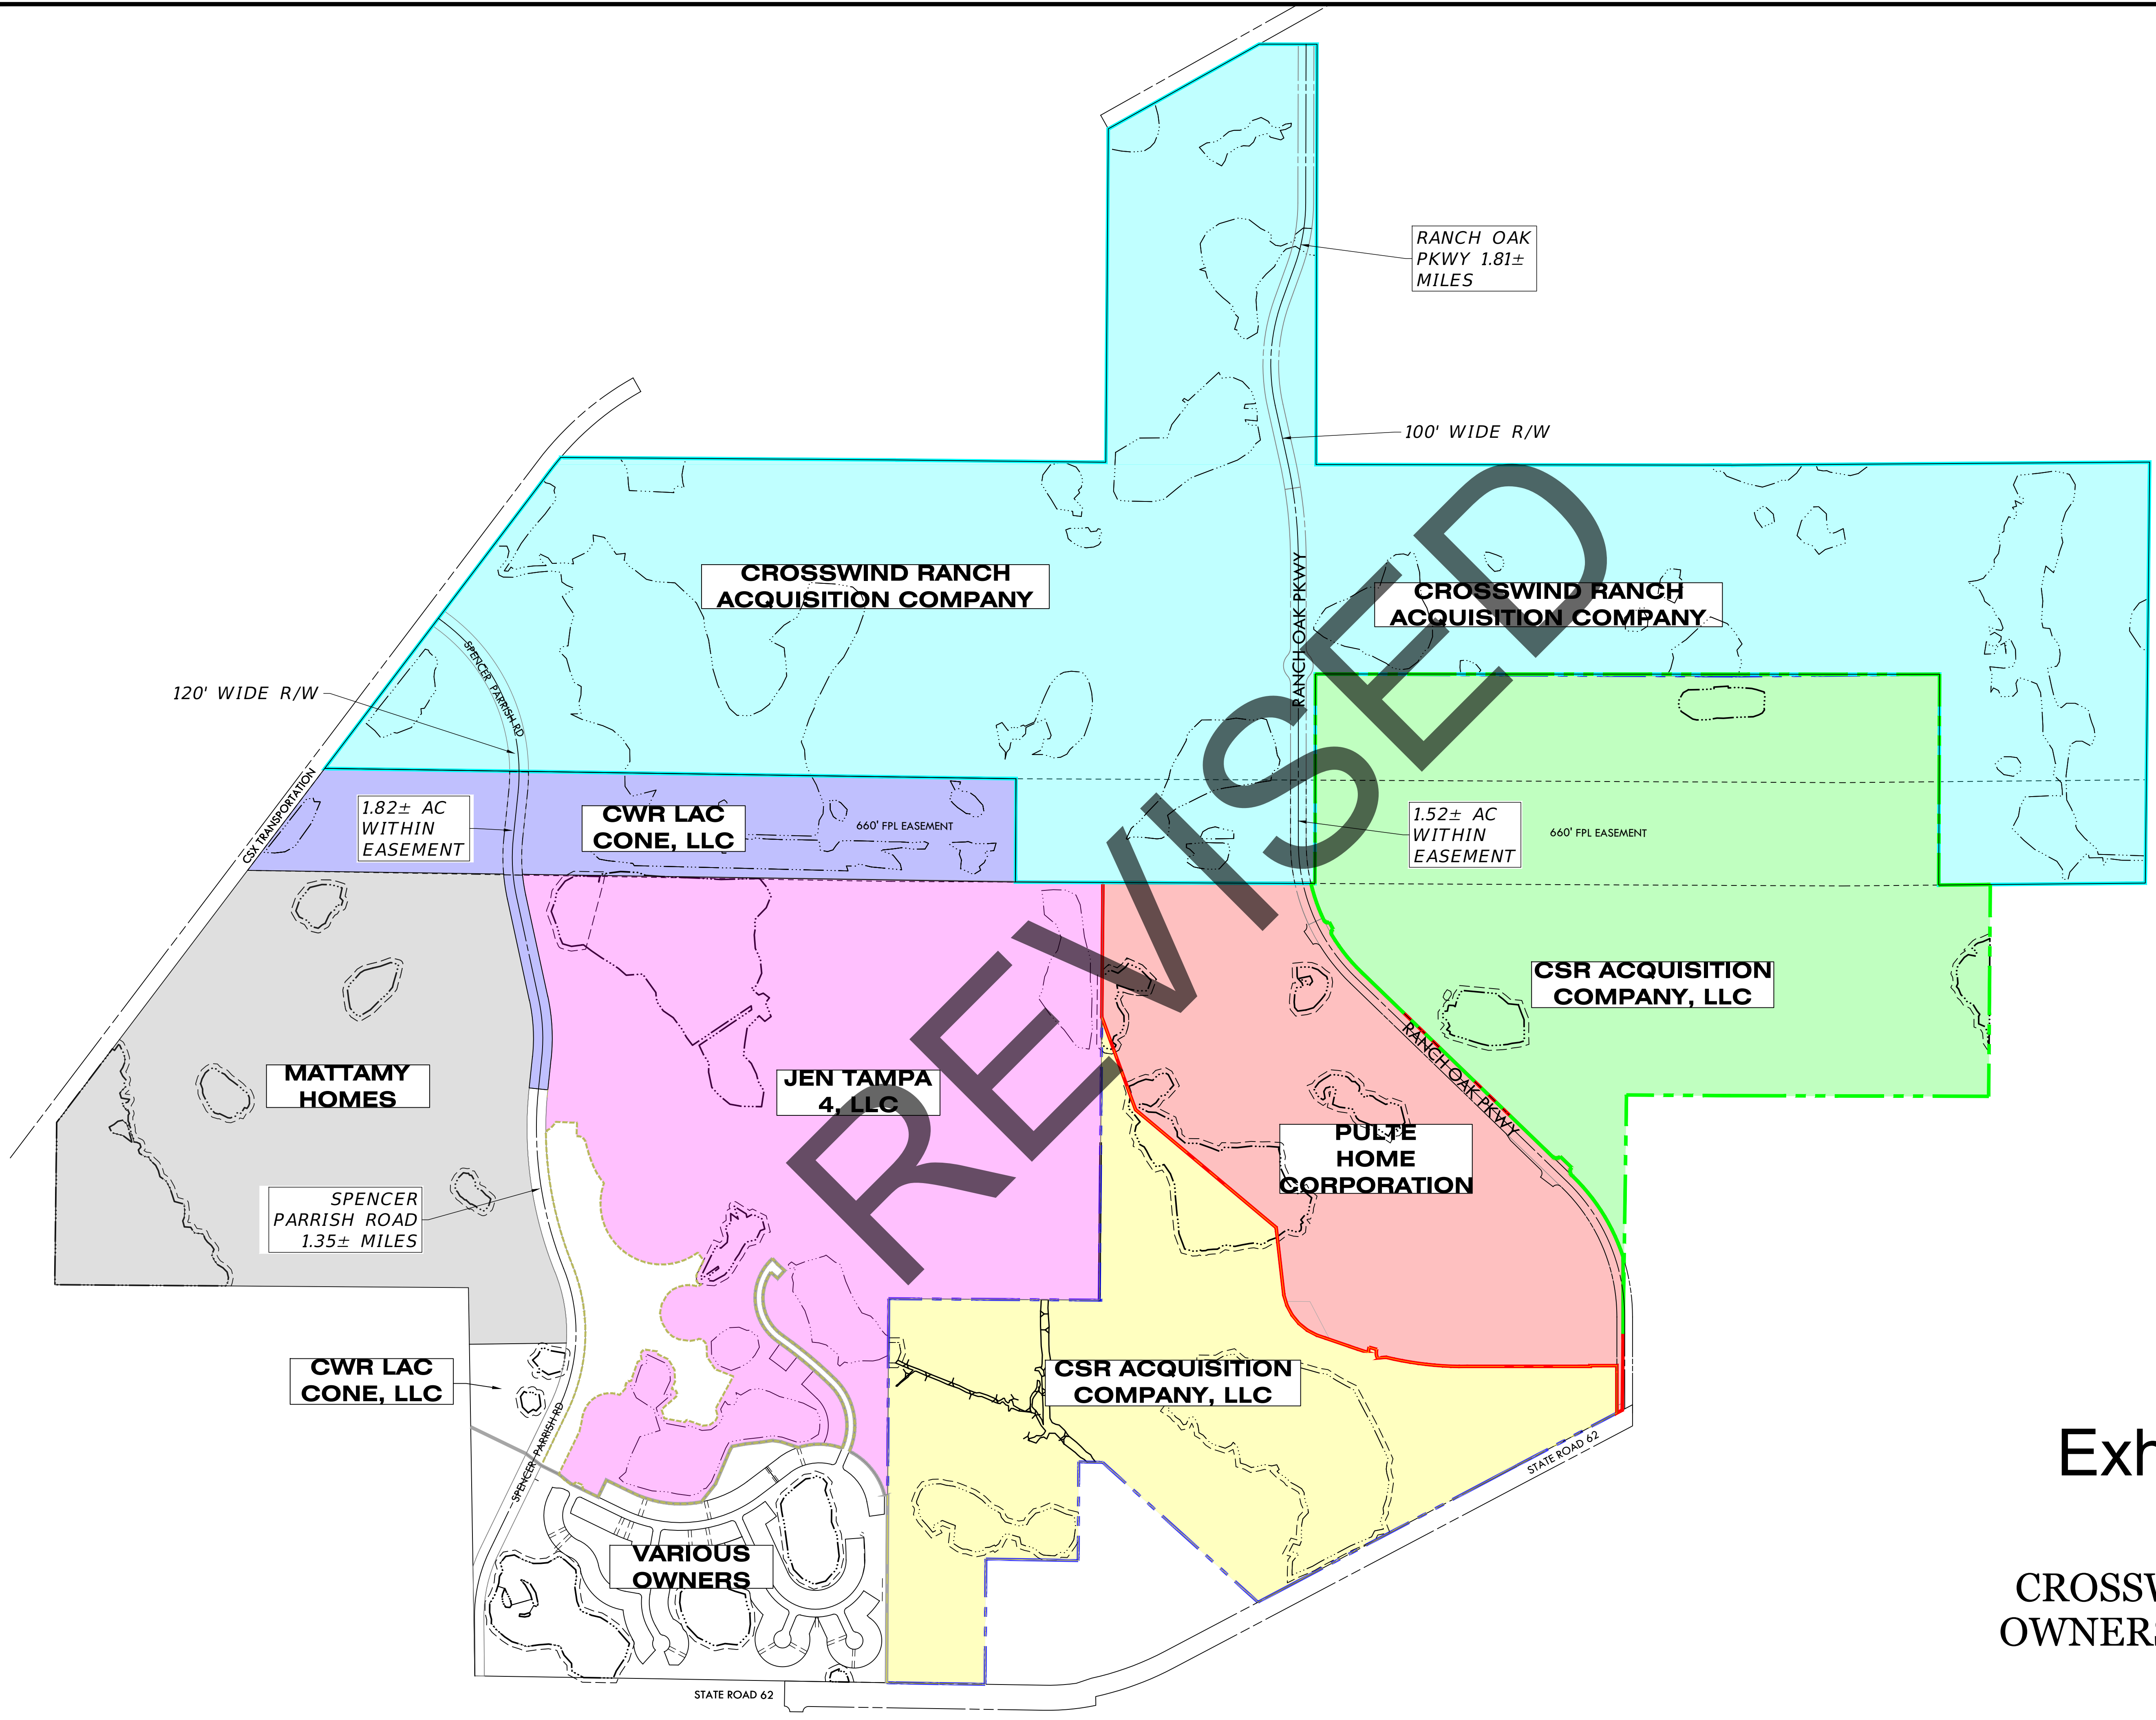 RANCH OAK
PKWY 1.81±
MILES
100' WIDE R/W
CROSSWIND RANCH
ACQUISITION COMPANY
CROSSWIND RANCH
ACQUISITION COMPANY
RANCH OAK PKWY
SPENCER PARRISH RD
120' WIDE R/W
CSX TRANSPORTATION
1.82± AC
WITHIN
EASEMENT
CWR LAC
CONE, LLC
660' FPL EASEMENT
1.52± AC
WITHIN
EASEMENT
660' FPL EASEMENT
REVISED
CSR ACQUISITION
COMPANY, LLC
MATTAMY
HOMES
JEN TAMPA
4, LLC
RANCH OAK PKWY
PULTE
HOME
CORPORATION
SPENCER
PARRISH ROAD
1.35± MILES
CWR LAC
CONE, LLC
CSR ACQUISITION
COMPANY, LLC
SPENCER PARRISH RD
STATE ROAD 62
Exh
VARIOUS
OWNERS
CROSSW
OWNERS
STATE ROAD 62